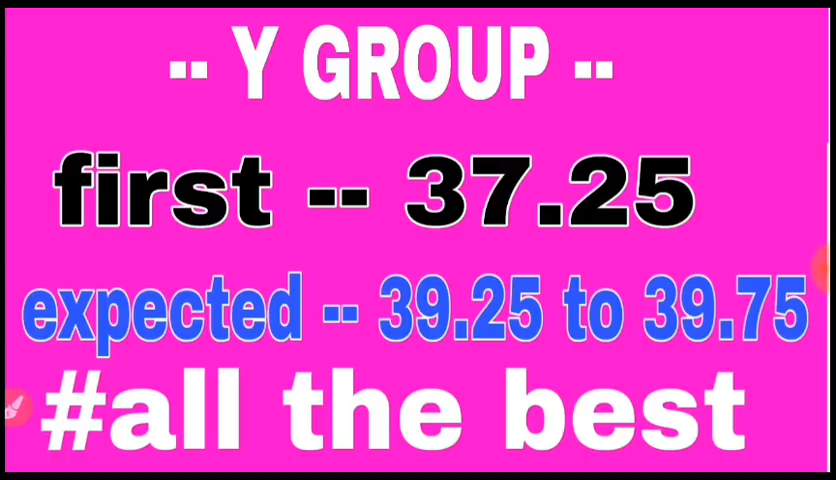 -- Y GROUP --
first -- 37.25
expected -- 39.25 to 39.75
#all the best